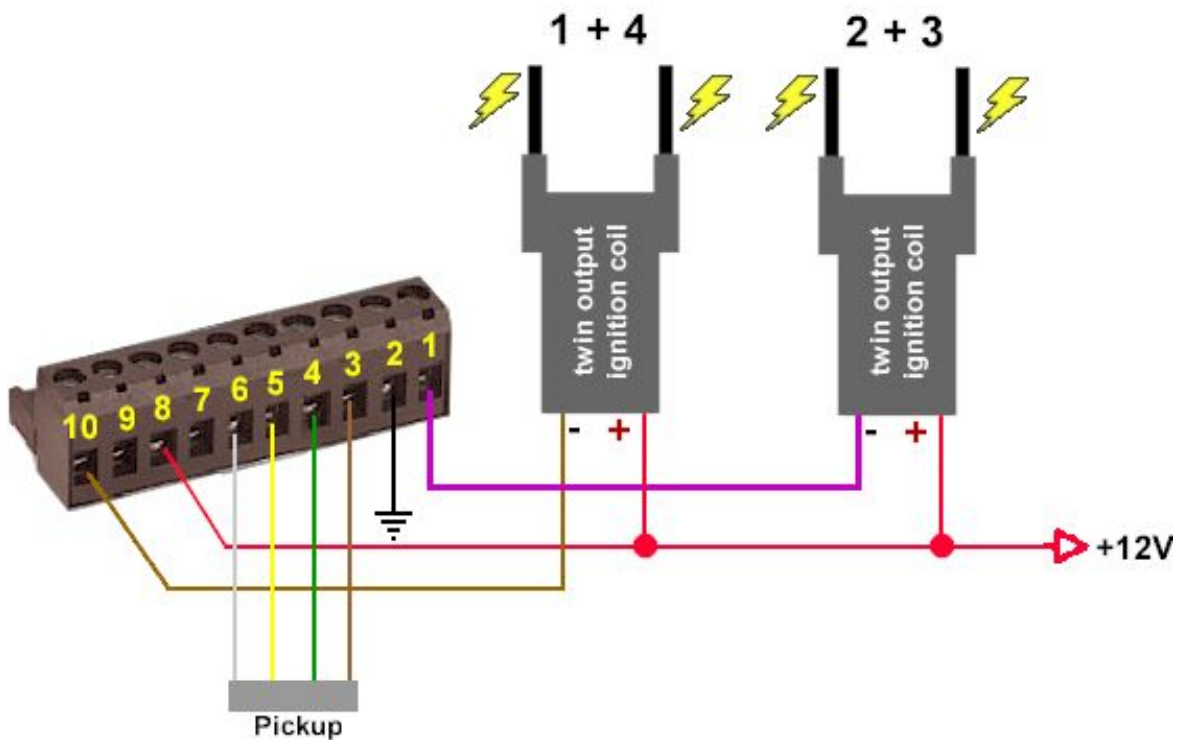 1 + 4
2 + 3
twin output
ignition coil
twin output
ignition coil
10 9 8 7 6 5 4 3 2 1
- +
- +
+12V
Pickup